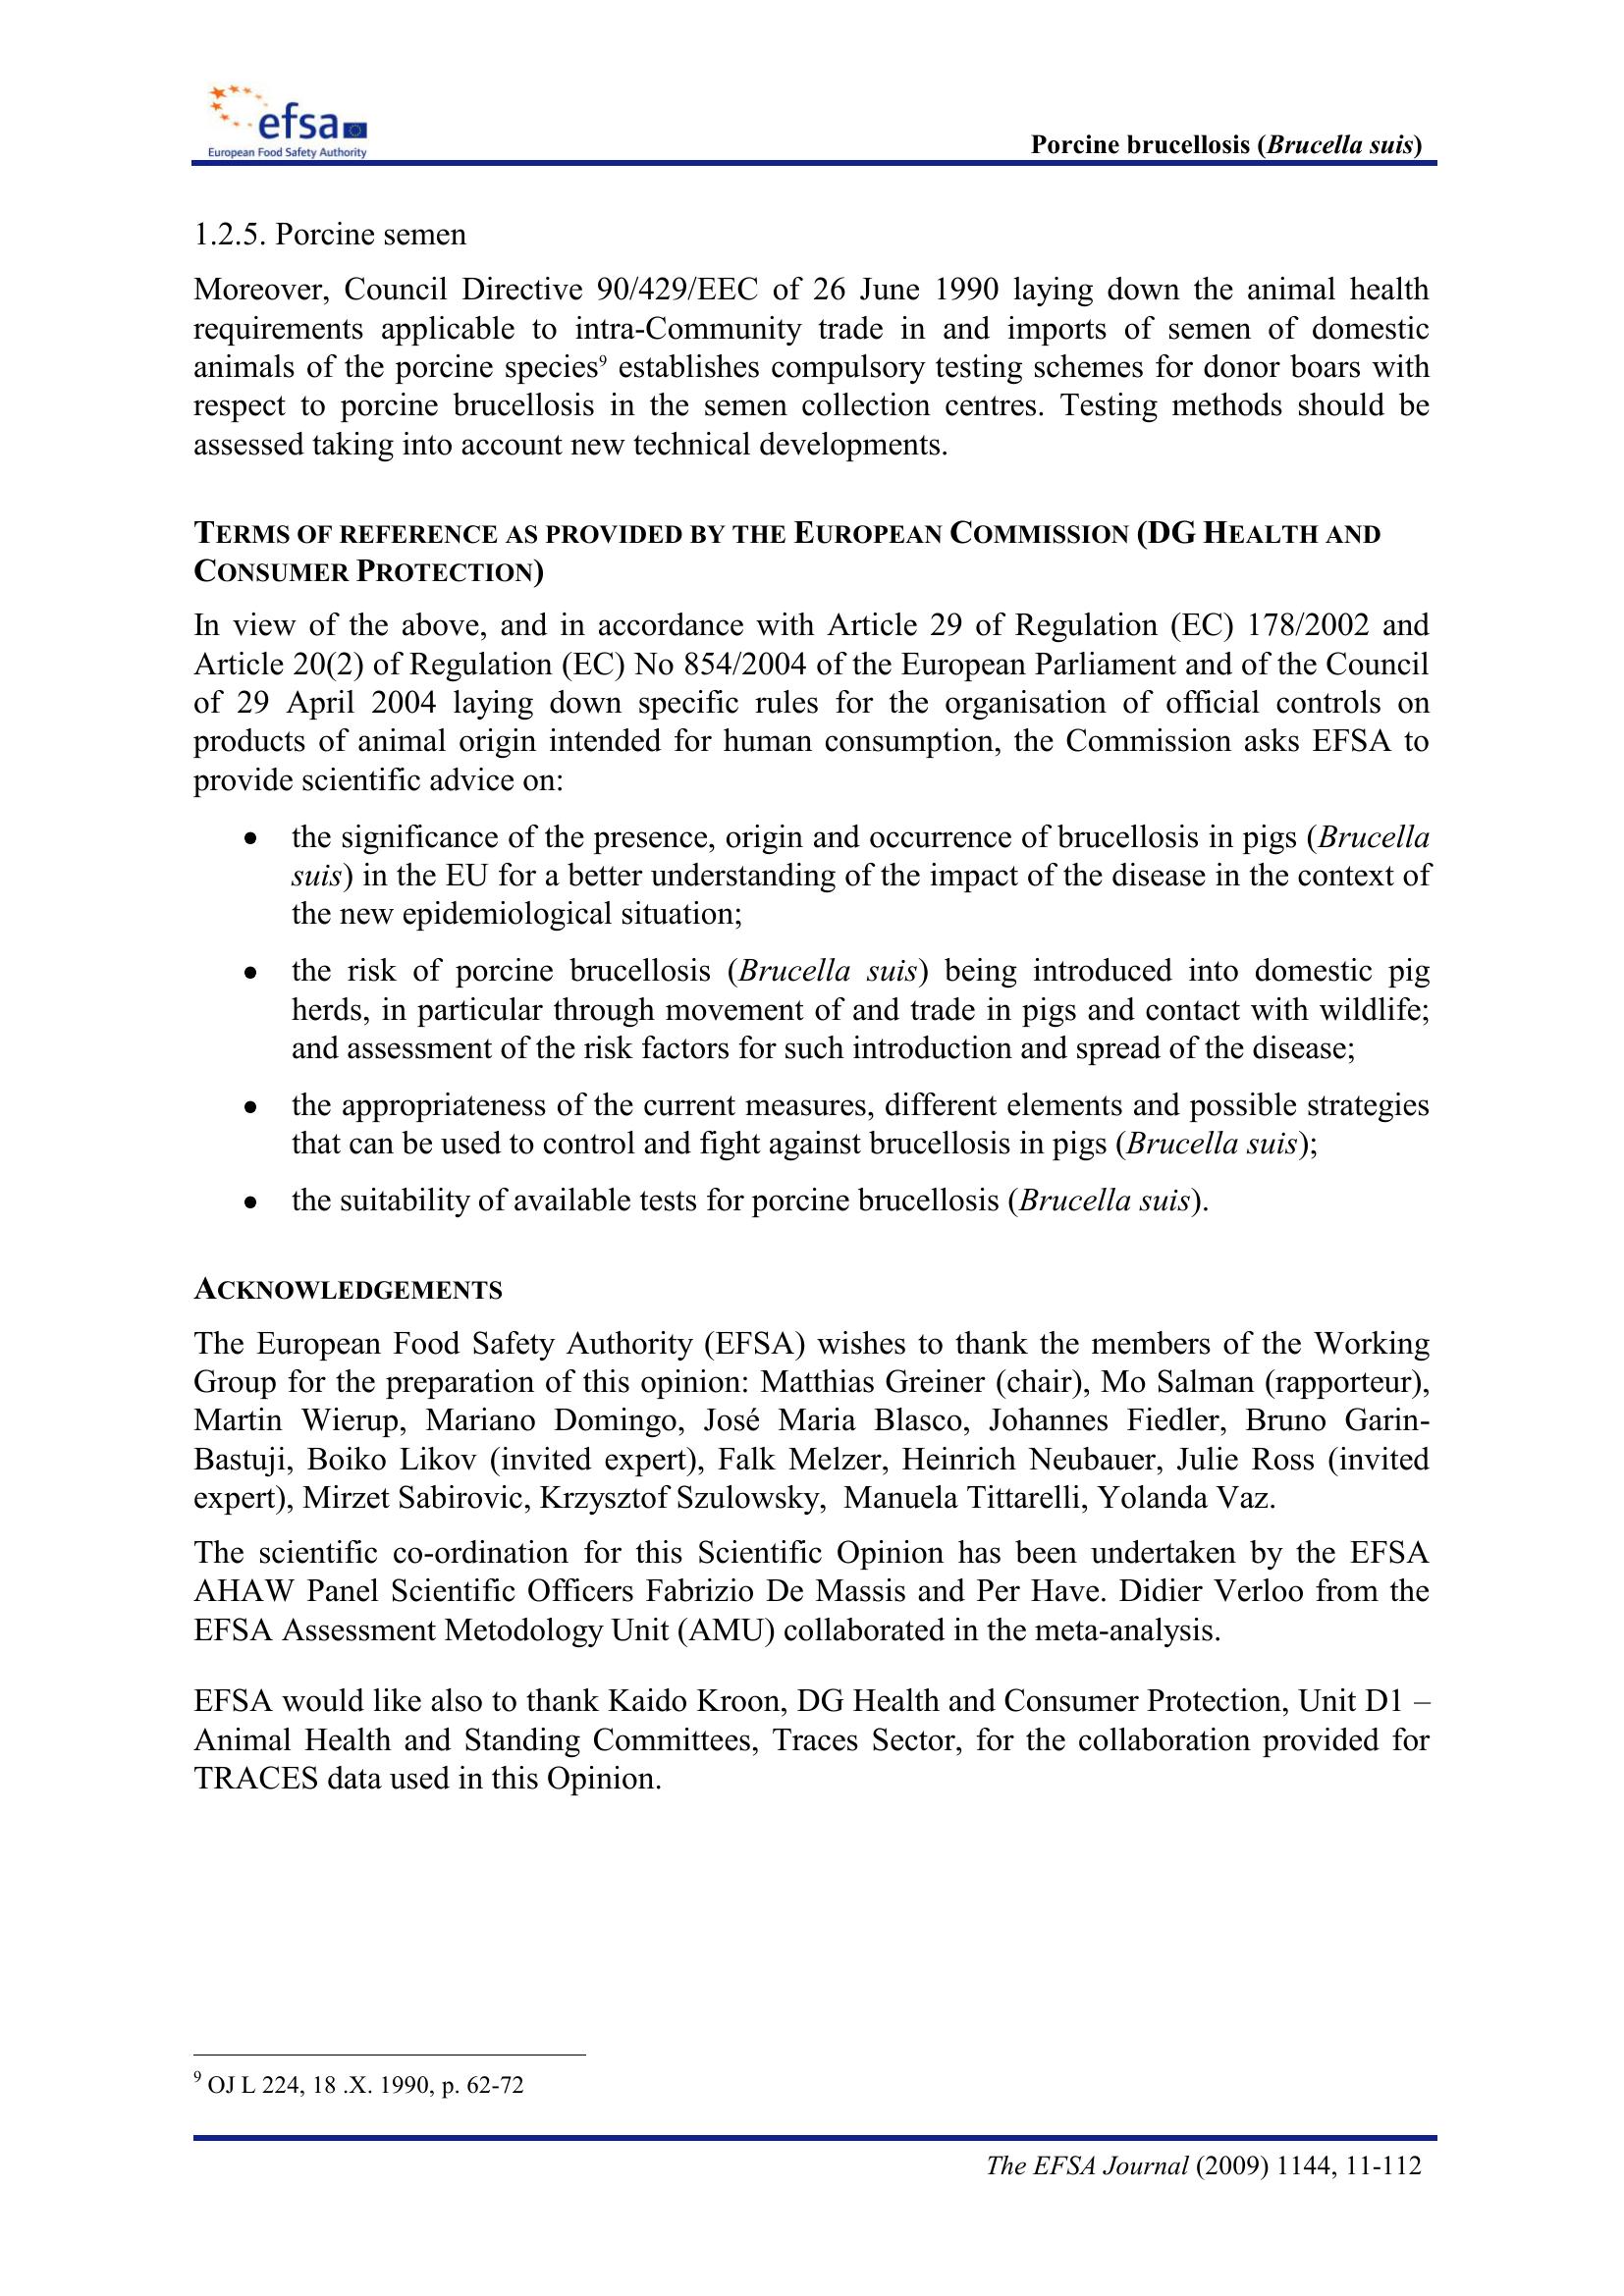 efsa
European Food Safety Authority
Porcine brucellosis (Brucella suis)
1.2.5. Porcine semen
Moreover, Council Directive 90/429/EEC of 26 June 1990 laying down the animal health
requirements applicable to intra-Community trade in and imports of semen of domestic
animals of the porcine species⁹ establishes compulsory testing schemes for donor boars with
respect to porcine brucellosis in the semen collection centres. Testing methods should be
assessed taking into account new technical developments.
TERMS OF REFERENCE AS PROVIDED BY THE EUROPEAN COMMISSION (DG HEALTH AND
CONSUMER PROTECTION)
In view of the above, and in accordance with Article 29 of Regulation (EC) 178/2002 and
Article 20(2) of Regulation (EC) No 854/2004 of the European Parliament and of the Council
of 29 April 2004 laying down specific rules for the organisation of official controls on
products of animal origin intended for human consumption, the Commission asks EFSA to
provide scientific advice on:
• the significance of the presence, origin and occurrence of brucellosis in pigs (Brucella
suis) in the EU for a better understanding of the impact of the disease in the context of
the new epidemiological situation;
• the risk of porcine brucellosis (Brucella suis) being introduced into domestic pig
herds, in particular through movement of and trade in pigs and contact with wildlife;
and assessment of the risk factors for such introduction and spread of the disease;
• the appropriateness of the current measures, different elements and possible strategies
that can be used to control and fight against brucellosis in pigs (Brucella suis);
• the suitability of available tests for porcine brucellosis (Brucella suis).
ACKNOWLEDGEMENTS
The European Food Safety Authority (EFSA) wishes to thank the members of the Working
Group for the preparation of this opinion: Matthias Greiner (chair), Mo Salman (rapporteur),
Martin Wierup, Mariano Domingo, José Maria Blasco, Johannes Fiedler, Bruno Garin-
Bastuji, Boiko Likov (invited expert), Falk Melzer, Heinrich Neubauer, Julie Ross (invited
expert), Mirzet Sabirovic, Krzysztof Szulowsky, Manuela Tittarelli, Yolanda Vaz.
The scientific co-ordination for this Scientific Opinion has been undertaken by the EFSA
AHAW Panel Scientific Officers Fabrizio De Massis and Per Have. Didier Verloo from the
EFSA Assessment Metodology Unit (AMU) collaborated in the meta-analysis.
EFSA would like also to thank Kaido Kroon, DG Health and Consumer Protection, Unit D1 –
Animal Health and Standing Committees, Traces Sector, for the collaboration provided for
TRACES data used in this Opinion.
⁹ OJ L 224, 18 .X. 1990, p. 62-72
The EFSA Journal (2009) 1144, 11-112